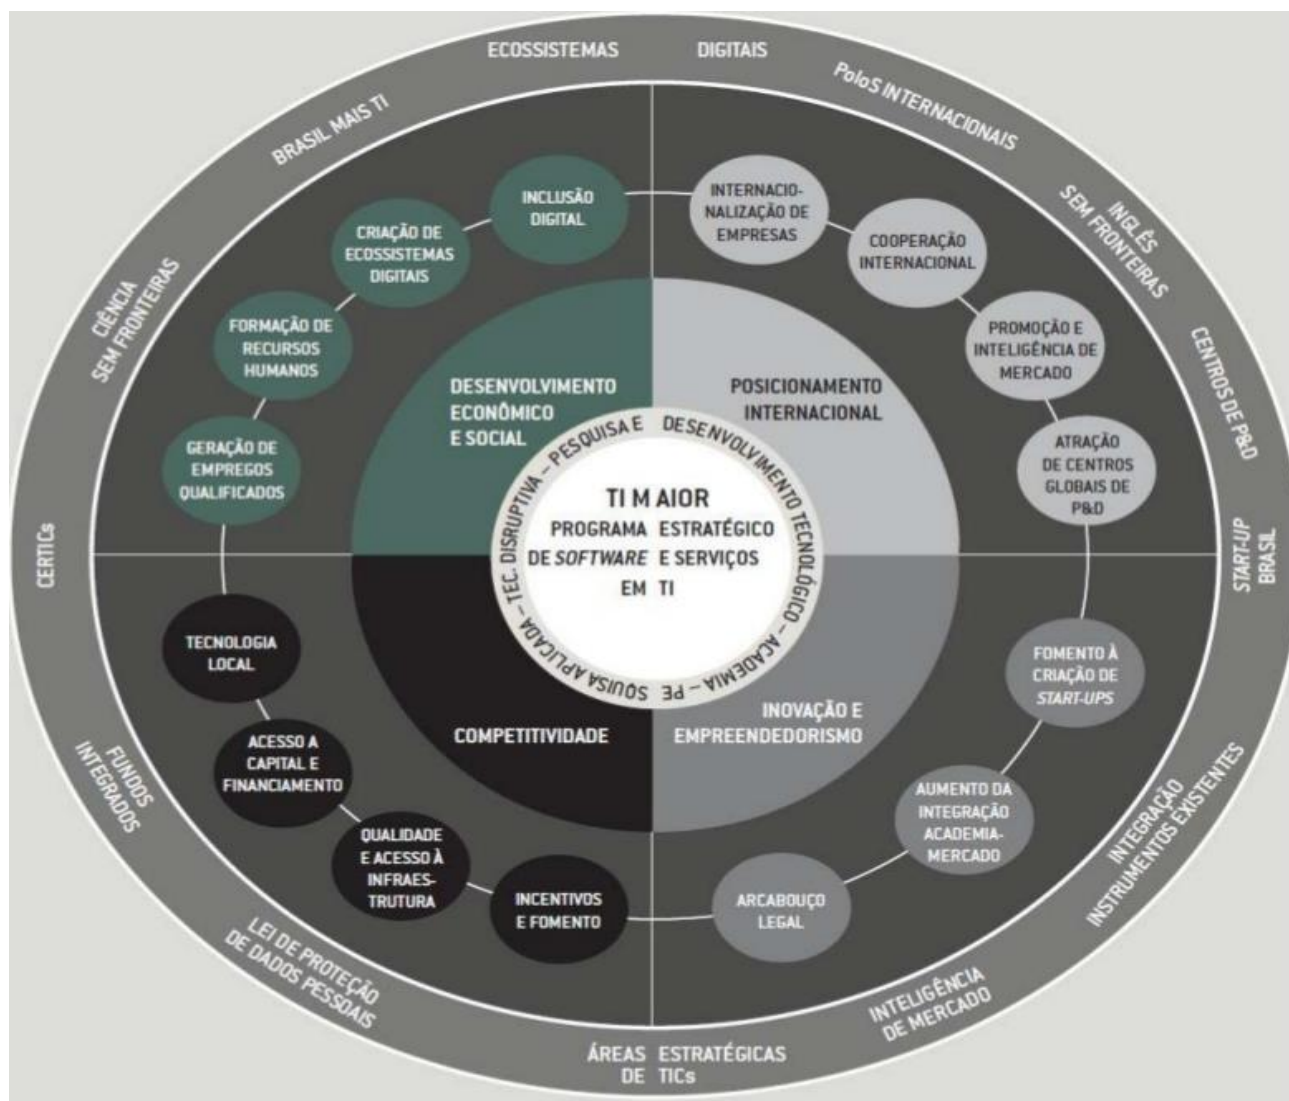 ECOSSISTEMAS DIGITAIS
PoloS INTERNACIONAIS
INGLÊS
SEM FRONTEIRAS
CENTROS DE P&D
START-UP
BRASIL
INTEGRAÇÃO
INSTRUMENTOS EXISTENTES
INTELIGÊNCIA
DE MERCADO
ÁREAS ESTRATÉGICAS
DE TICs
LEI DE PROTEÇÃO
DE DADOS PESSOAIS
FUNDOS
INTEGRADOS
CERTICs
CIÊNCIA
SEM FRONTEIRAS
BRASIL MAIS TI
INCLUSÃO
DIGITAL
CRIAÇÃO DE
ECOSSISTEMAS
DIGITAIS
FORMAÇÃO DE
RECURSOS
HUMANOS
GERAÇÃO DE
EMPREGOS
QUALIFICADOS
INTERNACIO-
NALIZAÇÃO DE
EMPRESAS
COOPERAÇÃO
INTERNACIONAL
PROMOÇÃO E
INTELIGÊNCIA DE
MERCADO
ATRAÇÃO
DE CENTROS
GLOBAIS DE
P&D
FOMENTO À
CRIAÇÃO DE
START-UPS
AUMENTO DA
INTEGRAÇÃO
ACADEMIA-
MERCADO
ARCABOUÇO
LEGAL
INCENTIVOS
E FOMENTO
QUALIDADE
E ACESSO À
INFRAES-
TRUTURA
ACESSO A
CAPITAL E
FINANCIAMENTO
TECNOLOGIA
LOCAL
DESENVOLVIMENTO
ECONÔMICO
E SOCIAL
POSICIONAMENTO
INTERNACIONAL
INOVAÇÃO E
EMPREENDEDORISMO
COMPETITIVIDADE
TEC. DISRUPTIVA – PESQUISA E DESENVOLVIMENTO TECNOLÓGICO – ACADEMIA – PE SQUISA APLICADA –
TI M AIOR
PROGRAMA ESTRATÉGICO
DE SOFTWARE E SERVIÇOS
EM TI